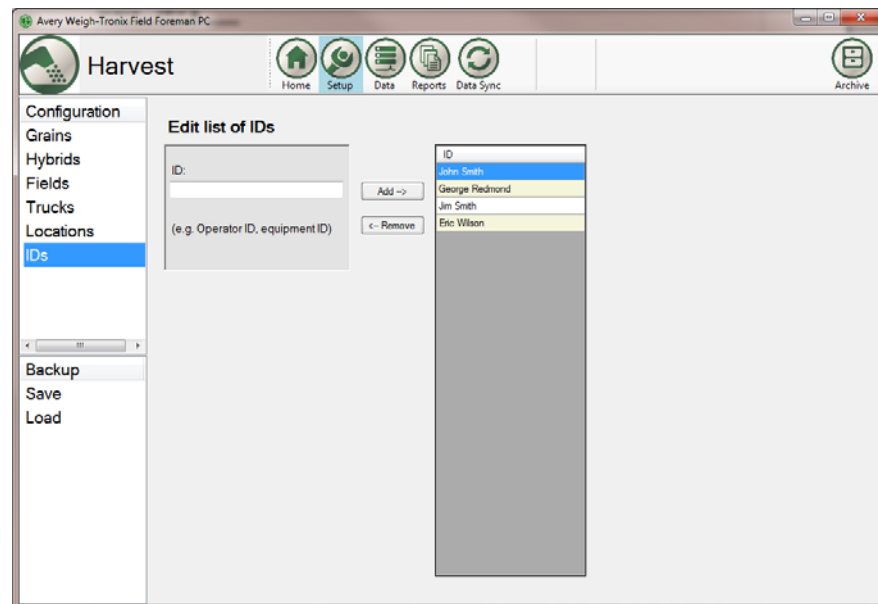 Avery Weigh-Tronix Field Foreman PC
Harvest
Home Setup Data Reports Data Sync
Archive
Configuration
Grains
Hybrids
Fields
Trucks
Locations
IDs
Backup
Save
Load
Edit list of IDs
ID:
(e.g. Operator ID, equipment ID)
Add -->
<-- Remove
ID
John Smith
George Redmond
Jim Smith
Eric Wilson